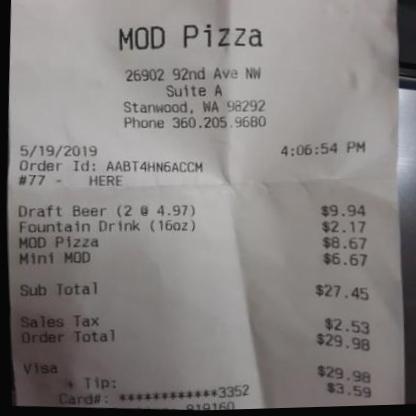 MOD Pizza
26902 92nd Ave NW
Suite A
Stanwood, WA 98292
Phone 360.205.9680
5/19/2019 4:06:54 PM
Order Id: AABT4HN6ACCM
#77 - HERE
Draft Beer (2 @ 4.97) $9.94
Fountain Drink (16oz) $2.17
MOD Pizza $8.67
Mini MOD $6.67
Sub Total $27.45
Sales Tax $2.53
Order Total $29.98
Visa $29.98
+ Tip: $3.59
Card#: ************3352